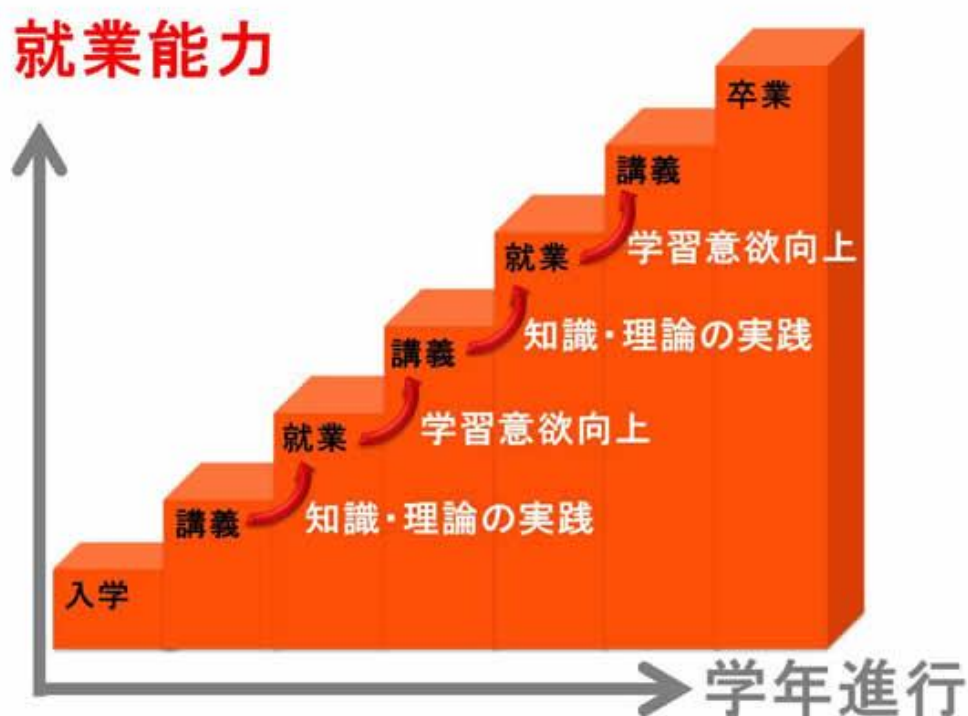 就業能力
卒業
講義
学習意欲向上
就業
知識・理論の実践
講義
学習意欲向上
就業
知識・理論の実践
講義
入学
学年進行